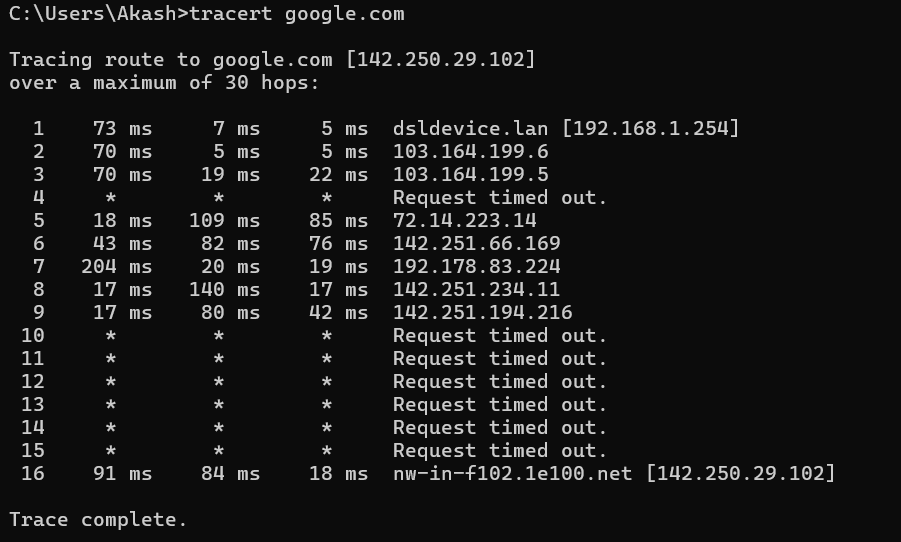 C:\Users\Akash>tracert google.com
Tracing route to google.com [142.250.29.102]
over a maximum of 30 hops:
1 73 ms 7 ms 5 ms dsldevice.lan [192.168.1.254]
2 70 ms 5 ms 5 ms 103.164.199.6
3 70 ms 19 ms 22 ms 103.164.199.5
4 * * * Request timed out.
5 18 ms 109 ms 85 ms 72.14.223.14
6 43 ms 82 ms 76 ms 142.251.66.169
7 204 ms 20 ms 19 ms 192.178.83.224
8 17 ms 140 ms 17 ms 142.251.234.11
9 17 ms 80 ms 42 ms 142.251.194.216
10 * * * Request timed out.
11 * * * Request timed out.
12 * * * Request timed out.
13 * * * Request timed out.
14 * * * Request timed out.
15 * * * Request timed out.
16 91 ms 84 ms 18 ms nw-in-f102.1e100.net [142.250.29.102]
Trace complete.